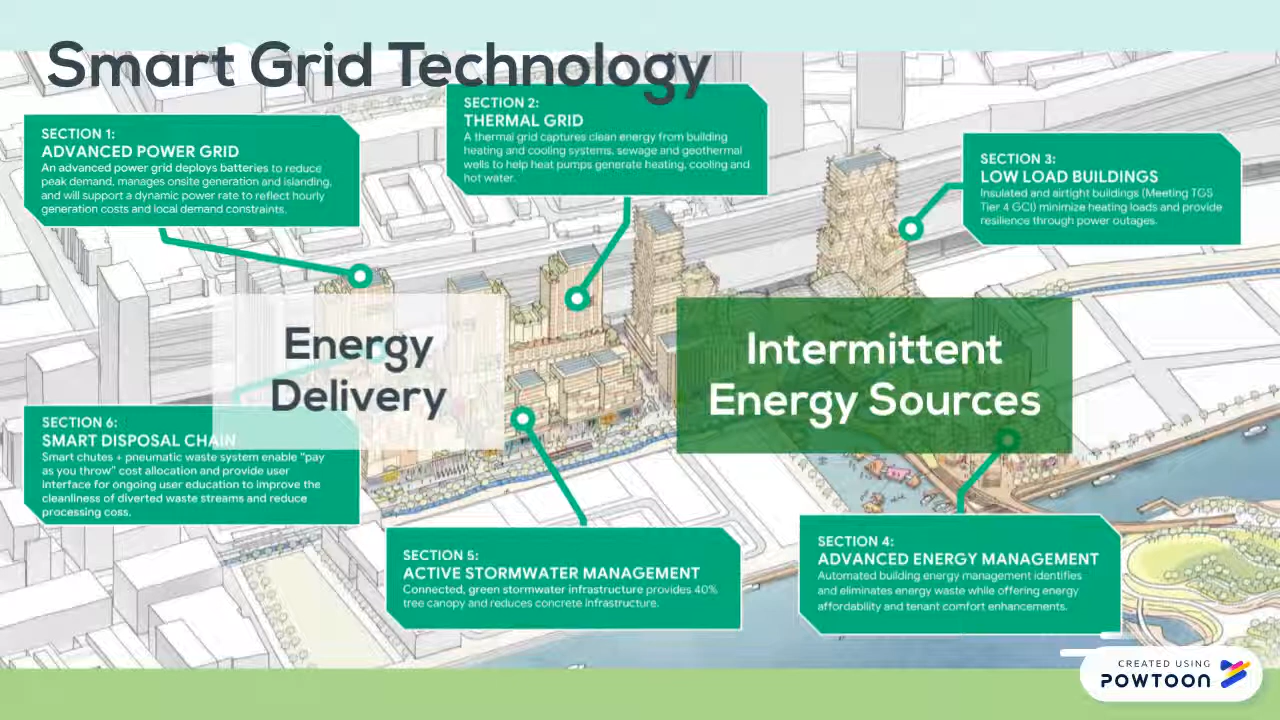 Smart Grid Technology
SECTION 1:
ADVANCED POWER GRID
An advanced power grid deploys batteries to reduce
peak demand, manages onsite generation and islanding,
and will support a dynamic power rate to reflect hourly
generation costs and local demand constraints.
SECTION 2:
THERMAL GRID
A thermal grid captures clean energy from building
heating and cooling systems, sewage and geothermal
wells to help heat pumps generate heating, cooling and
hot water.
SECTION 3:
LOW LOAD BUILDINGS
Insulated and airtight buildings (Meeting TGS
Tier 4 GCI) minimize heating loads and provide
resilience through power outages.
Energy
Delivery
Intermittent
Energy Sources
SECTION 6:
SMART DISPOSAL CHAIN
Smart chutes + pneumatic waste system enable "pay
as you throw" cost allocation and provide user
interface for ongoing user education to improve the
cleanliness of diverted waste streams and reduce
processing coss.
SECTION 5:
ACTIVE STORMWATER MANAGEMENT
Connected, green stormwater infrastructure provides 40%
tree canopy and reduces concrete infrastructure.
SECTION 4:
ADVANCED ENERGY MANAGEMENT
Automated building energy management identifies
and eliminates energy waste while offering energy
affordability and tenant comfort enhancements.
CREATED USING
POWTOON